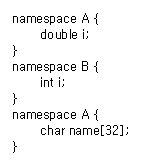 namespace A {
double i;
}
namespace B {
int i;
}
namespace A {
char name[32];
}